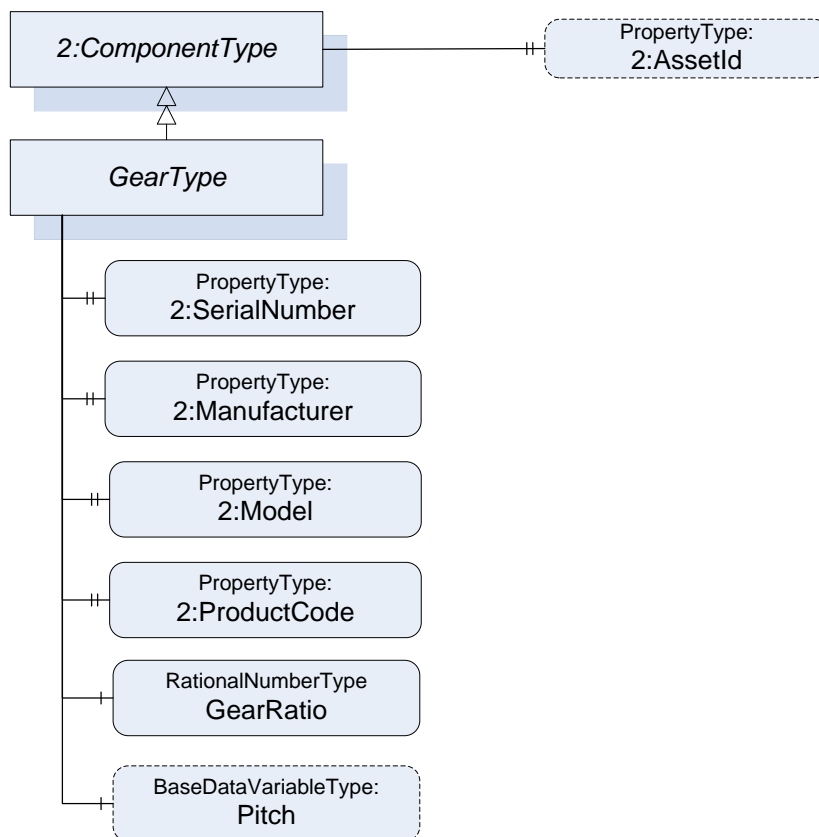 2:ComponentType
PropertyType:
2:AssetId
GearType
PropertyType:
2:SerialNumber
PropertyType:
2:Manufacturer
PropertyType:
2:Model
PropertyType:
2:ProductCode
RationalNumberType
GearRatio
BaseDataVariableType:
Pitch